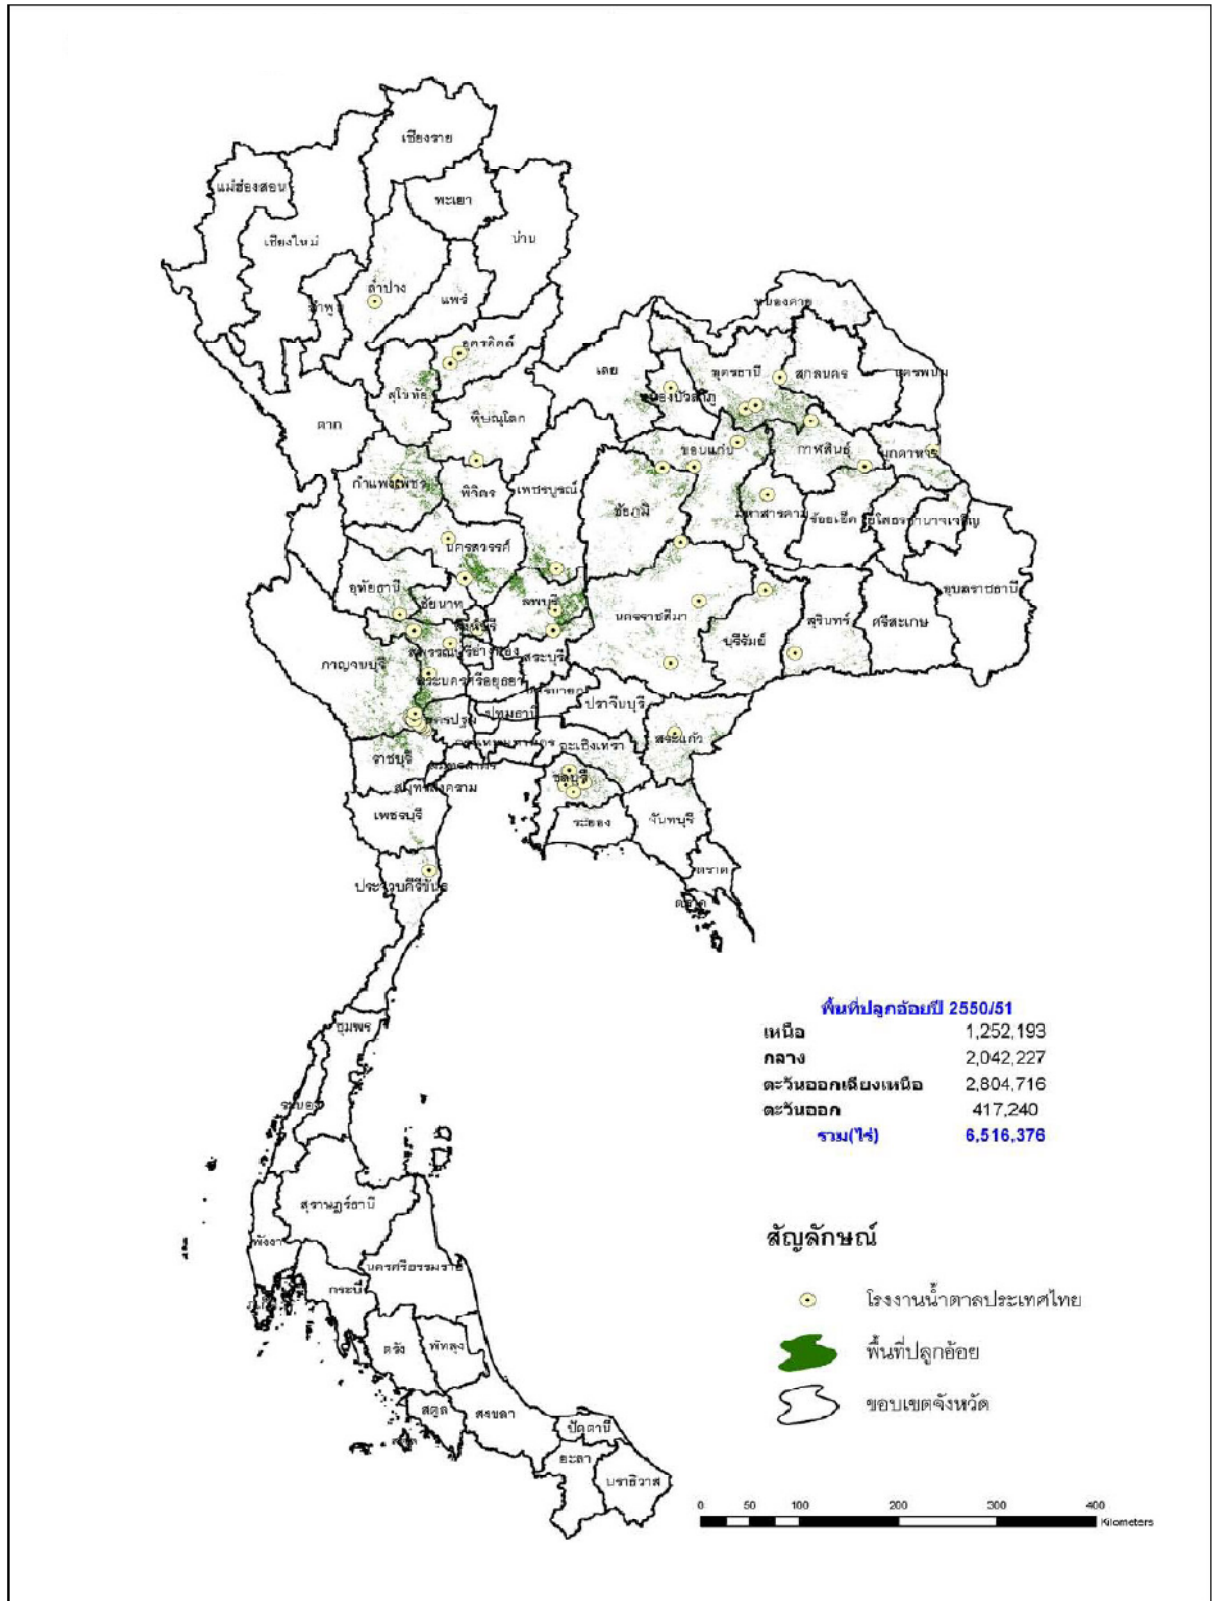 เชียงราย
แม่ฮ่องสอน
พะเยา
เชียงใหม่
น่าน
ลำปาง
แพร่
ลำพูน
หนองคาย
อุตรดิตถ์
เลย
อุดรธานี
สกลนคร
นครพนม
สุโขทัย
หนองบัวลำภู
ตาก
พิษณุโลก
ขอนแก่น
กาฬสินธุ์
มุกดาหาร
กำแพงเพชร
พิจิตร
เพชรบูรณ์
ชัยภูมิ
มหาสารคาม
ร้อยเอ็ด
ยโสธร
อำนาจเจริญ
นครสวรรค์
อุทัยธานี
ชัยนาท
ลพบุรี
นครราชสีมา
บุรีรัมย์
สุรินทร์
ศรีสะเกษ
อุบลราชธานี
สิงห์บุรี
กาญจนบุรี
สุพรรณบุรี
อ่างทอง
สระบุรี
พระนครศรีอยุธยา
ปราจีนบุรี
นครปฐม
ปทุมธานี
ฉะเชิงเทรา
สระแก้ว
ราชบุรี
สมุทรสงคราม
ชลบุรี
เพชรบุรี
ระยอง
จันทบุรี
ตราด
ประจวบคีรีขันธ์
ตราด
พื้นที่ปลูกอ้อยปี 2550/51
เหนือ 1,252,193
กลาง 2,042,227
ตะวันออกเฉียงเหนือ 2,804,716
ตะวันออก 417,240
รวม(ไร่) 6,516,376
ชุมพร
ระนอง
สุราษฎร์ธานี
พังงา
นครศรีธรรมราช
กระบี่
ตรัง
พัทลุง
สตูล
สงขลา
ปัตตานี
ยะลา
นราธิวาส
สัญลักษณ์
โรงงานน้ำตาลประเทศไทย
พื้นที่ปลูกอ้อย
ขอบเขตจังหวัด
0 50 100 200 300 400
Kilometers